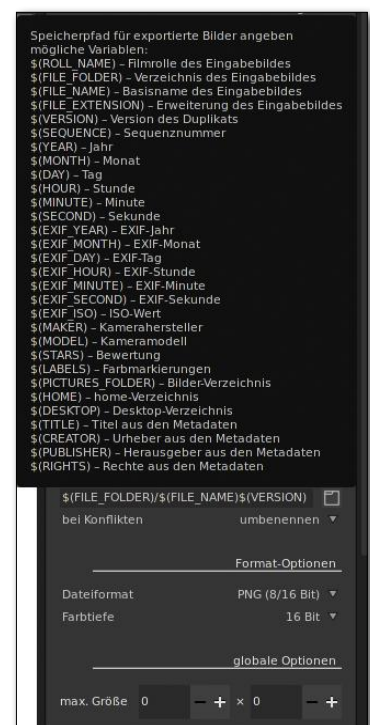 Speicherpfad für exportierte Bilder angeben
mögliche Variablen:
$(ROLL_NAME) – Filmrolle des Eingabebildes
$(FILE_FOLDER) – Verzeichnis des Eingabebildes
$(FILE_NAME) – Basisname des Eingabebildes
$(FILE_EXTENSION) – Erweiterung des Eingabebildes
$(VERSION) – Version des Duplikats
$(SEQUENCE) – Sequenznummer
$(YEAR) – Jahr
$(MONTH) – Monat
$(DAY) – Tag
$(HOUR) – Stunde
$(MINUTE) – Minute
$(SECOND) – Sekunde
$(EXIF_YEAR) – EXIF-Jahr
$(EXIF_MONTH) – EXIF-Monat
$(EXIF_DAY) – EXIF-Tag
$(EXIF_HOUR) – EXIF-Stunde
$(EXIF_MINUTE) – EXIF-Minute
$(EXIF_SECOND) – EXIF-Sekunde
$(EXIF_ISO) – ISO-Wert
$(MAKER) – Kamerahersteller
$(MODEL) – Kameramodell
$(STARS) – Bewertung
$(LABELS) – Farbmarkierungen
$(PICTURES_FOLDER) – Bilder-Verzeichnis
$(HOME) – home-Verzeichnis
$(DESKTOP) – Desktop-Verzeichnis
$(TITLE) – Titel aus den Metadaten
$(CREATOR) – Urheber aus den Metadaten
$(PUBLISHER) – Herausgeber aus den Metadaten
$(RIGHTS) – Rechte aus den Metadaten
$(FILE_FOLDER)/$(FILE_NAME)$(VERSION)
bei Konflikten umbenennen
Format-Optionen
Dateiformat PNG (8/16 Bit)
Farbtiefe 16 Bit
globale Optionen
max. Größe 0 − + × 0 − +